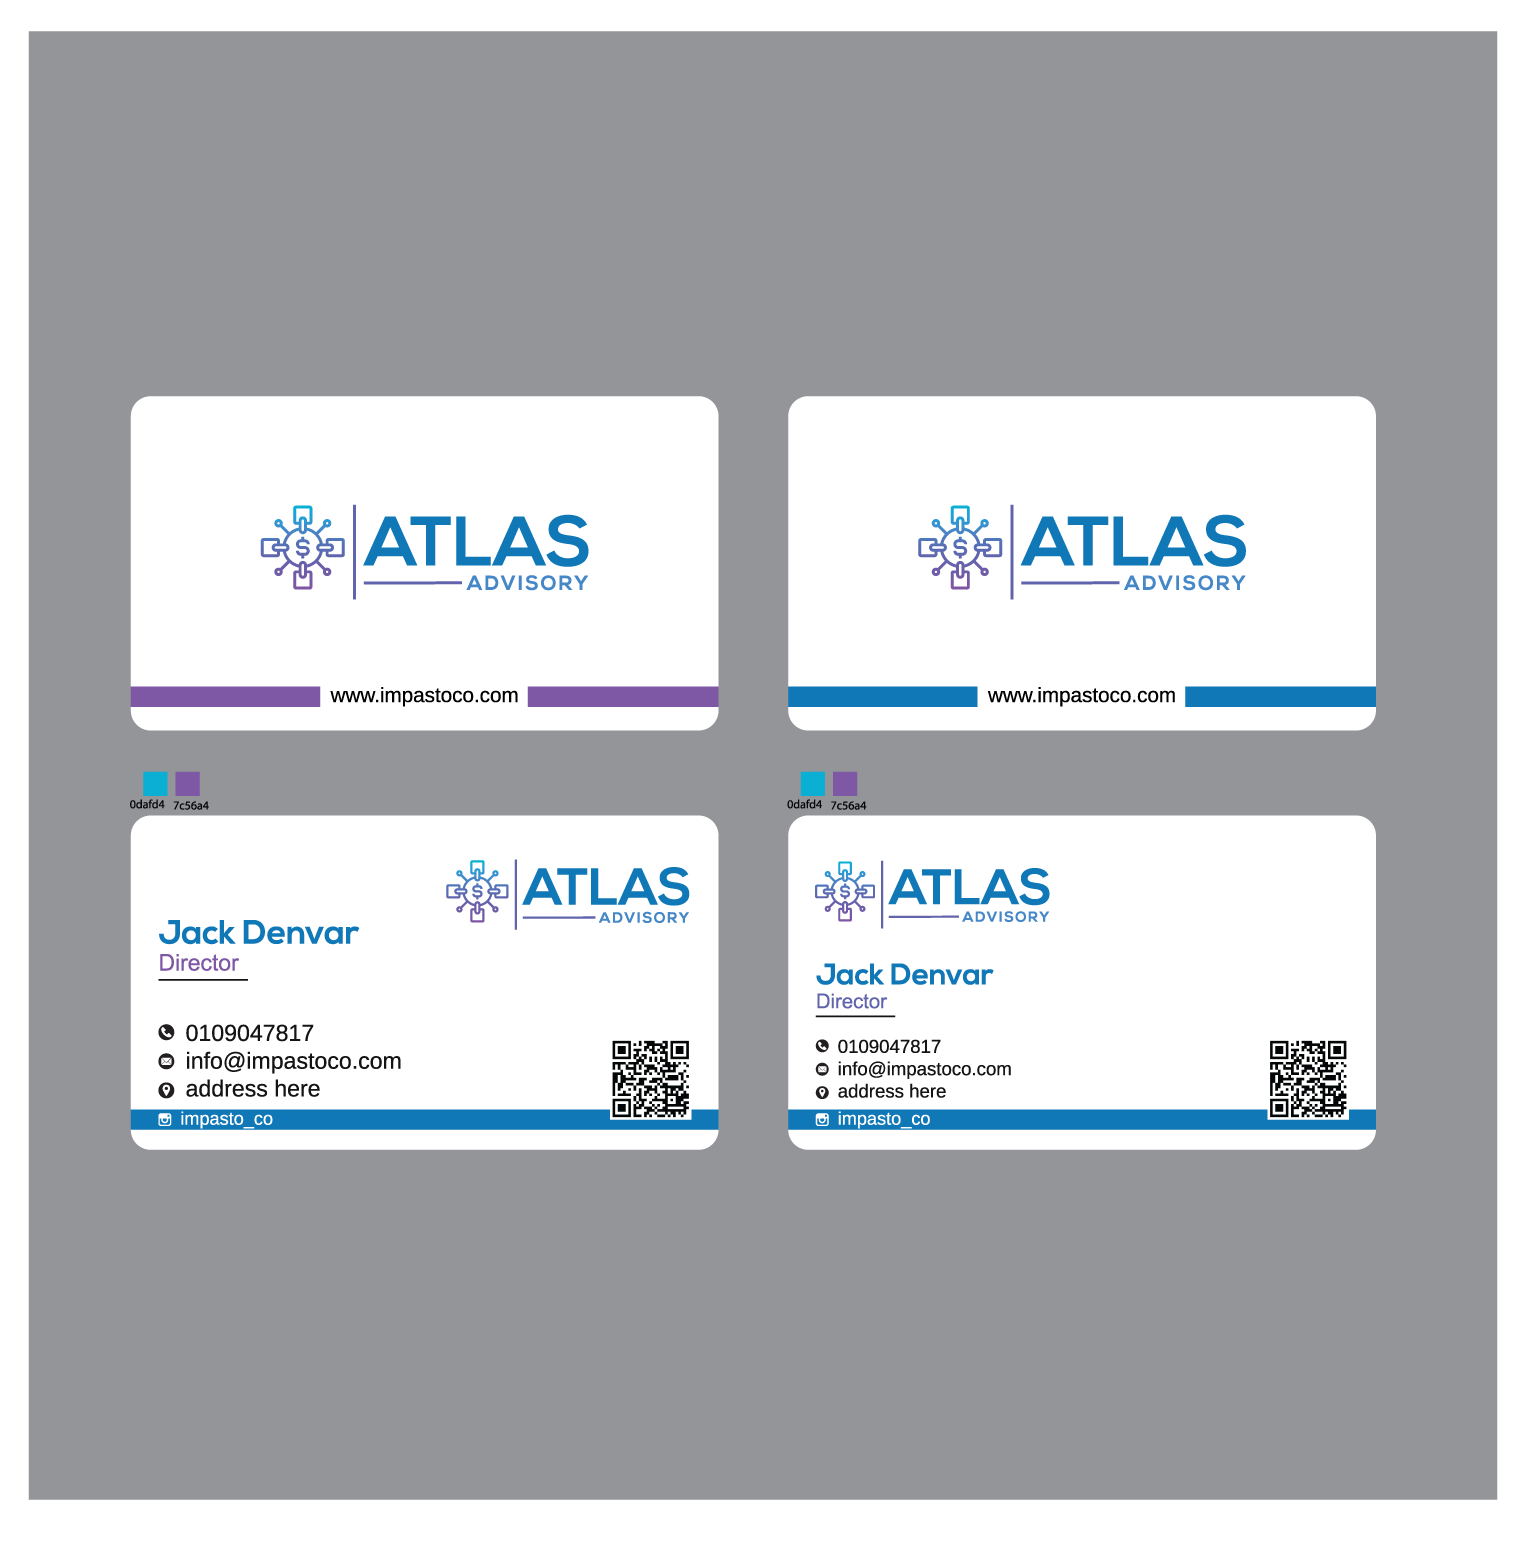 ATLAS
ADVISORY
www.impastoco.com
ATLAS
ADVISORY
www.impastoco.com
0dafd4 7c56a4
0dafd4 7c56a4
ATLAS
ADVISORY
Jack Denvar
Director
0109047817
info@impastoco.com
address here
impasto_co
ATLAS
ADVISORY
Jack Denvar
Director
0109047817
info@impastoco.com
address here
impasto_co